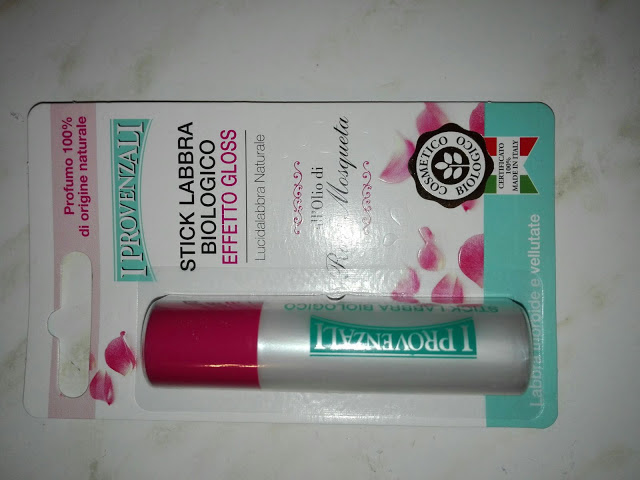 Profumo 100%
di origine naturale
I PROVENZALI
STICK LABBRA
BIOLOGICO
EFFETTO GLOSS
Lucidalabbra Naturale
all'Olio di
Rosa Mosqueta
COSMETICO
BIOLOGICO
CERTIFICATO
100%
MADE IN ITALY
I PROVENZALI
STICK LABBRA BIOLOGICO
Labbra morbide e vellutate